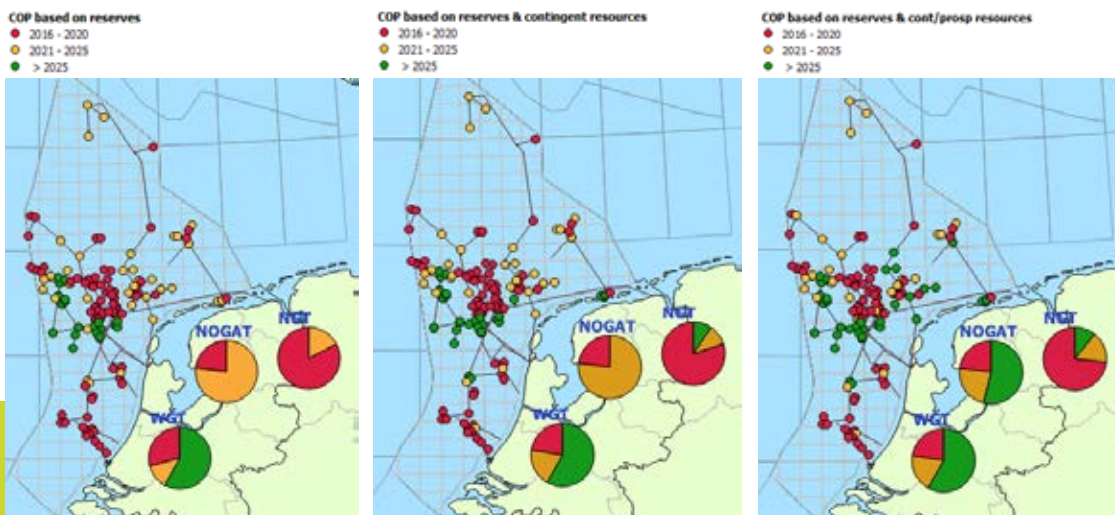 COP based on reserves
2016 - 2020
2021 - 2025
> 2025
NOGAT
NGT
WGT
COP based on reserves & contingent resources
2016 - 2020
2021 - 2025
> 2025
NOGAT
NGT
WGT
COP based on reserves & cont/prosp resources
2016 - 2020
2021 - 2025
> 2025
NOGAT
NGT
WGT